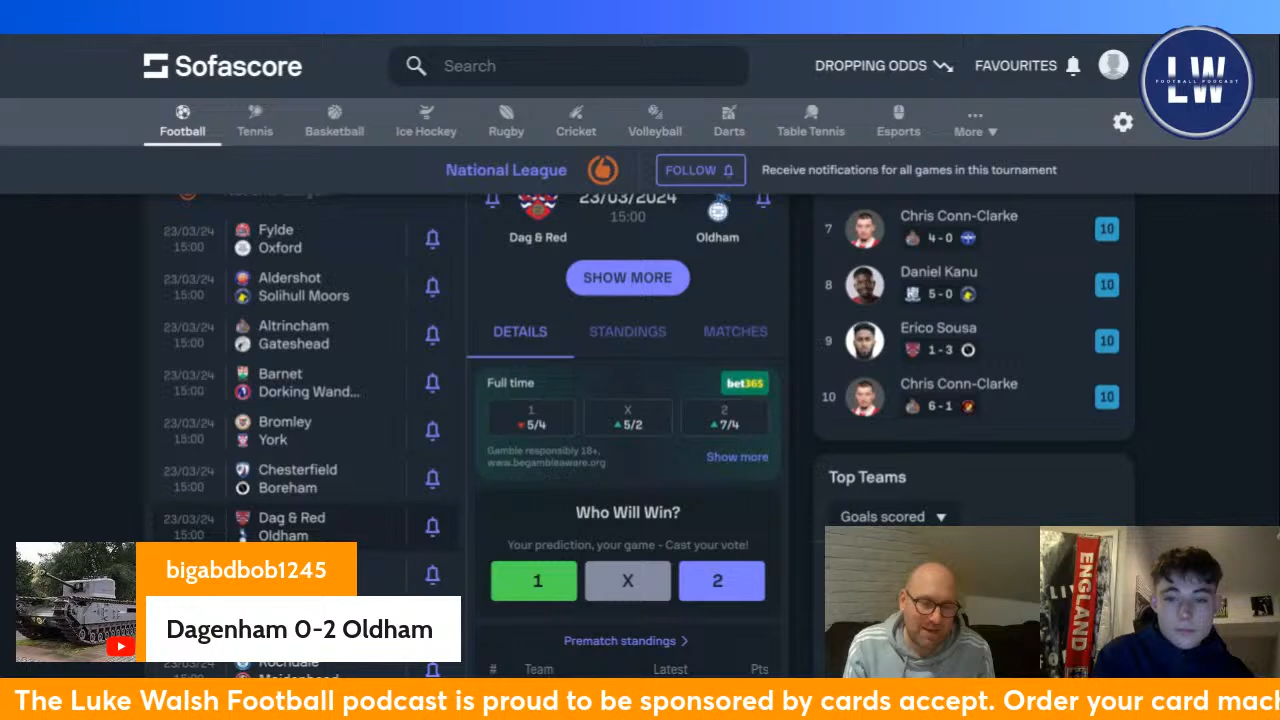 Sofascore
Search
DROPPING ODDS
FAVOURITES
LW
FOOTBALL PODCAST
Football
Tennis
Basketball
Ice Hockey
Rugby
Cricket
Volleyball
Darts
Table Tennis
Esports
More
National League
FOLLOW
Receive notifications for all games in this tournament
23/03/24
15:00
Fylde
Oxford
23/03/24
15:00
Aldershot
Solihull Moors
23/03/24
15:00
Altrincham
Gateshead
23/03/24
15:00
Barnet
Dorking Wand...
23/03/24
15:00
Bromley
York
23/03/24
15:00
Chesterfield
Boreham
23/03/24
15:00
Dag & Red
Oldham
23/03/24
Rochdale
23/03/2024
15:00
Dag & Red
Oldham
SHOW MORE
DETAILS
STANDINGS
MATCHES
Full time
bet365
1
5/4
X
5/2
2
7/4
Gamble responsibly 18+,
www.begambleaware.org
Show more
Who Will Win?
Your prediction, your game - Cast your vote!
1
X
2
Prematch standings
# Team Latest Pts
7 Chris Conn-Clarke
4-0
10
8 Daniel Kanu
5-0
10
9 Erico Sousa
1-3
10
10 Chris Conn-Clarke
6-1
10
Top Teams
Goals scored
ENGLAND
bigabdbob1245
Dagenham 0-2 Oldham
The Luke Walsh Football podcast is proud to be sponsored by cards accept. Order your card mach